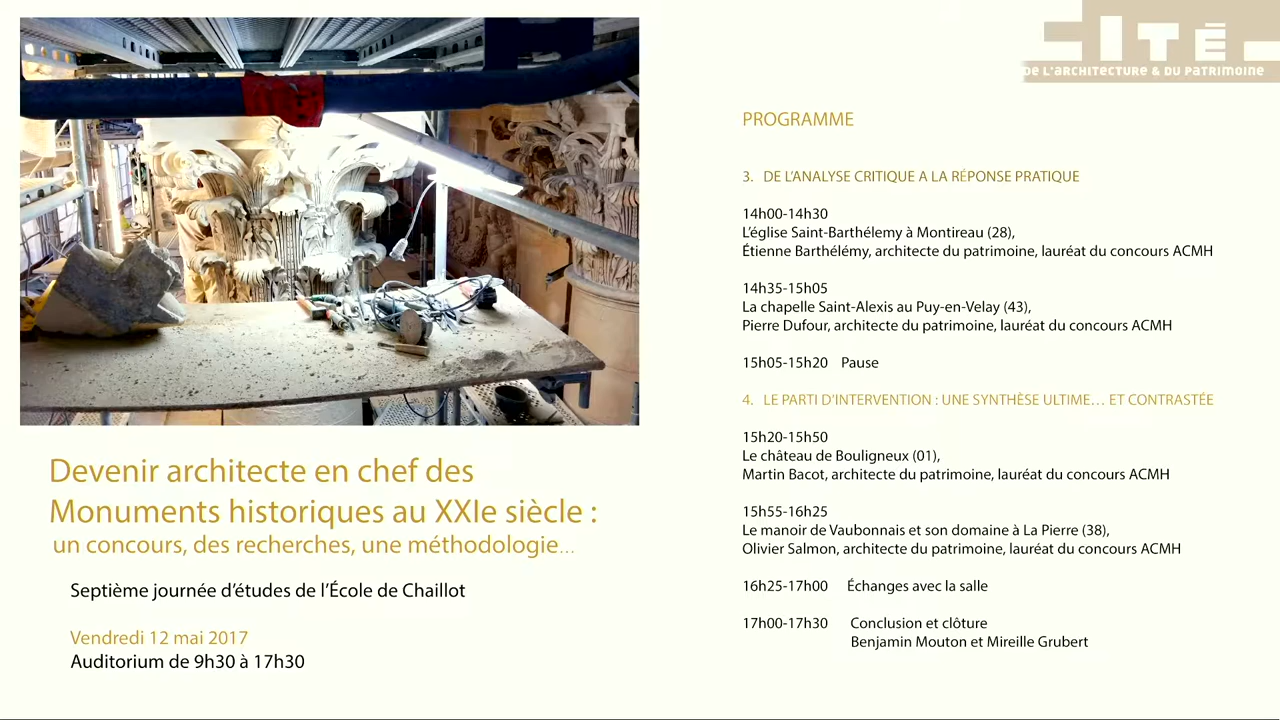 CITÉ
DE L'ARCHITECTURE & DU PATRIMOINE
Devenir architecte en chef des
Monuments historiques au XXIe siècle :
un concours, des recherches, une méthodologie...
Septième journée d'études de l'École de Chaillot
Vendredi 12 mai 2017
Auditorium de 9h30 à 17h30
PROGRAMME
3. DE L'ANALYSE CRITIQUE A LA RÉPONSE PRATIQUE
14h00-14h30
L'église Saint-Barthélemy à Montireau (28),
Étienne Barthélémy, architecte du patrimoine, lauréat du concours ACMH
14h35-15h05
La chapelle Saint-Alexis au Puy-en-Velay (43),
Pierre Dufour, architecte du patrimoine, lauréat du concours ACMH
15h05-15h20 Pause
4. LE PARTI D'INTERVENTION : UNE SYNTHÈSE ULTIME... ET CONTRASTÉE
15h20-15h50
Le château de Bouligneux (01),
Martin Bacot, architecte du patrimoine, lauréat du concours ACMH
15h55-16h25
Le manoir de Vaubonnais et son domaine à La Pierre (38),
Olivier Salmon, architecte du patrimoine, lauréat du concours ACMH
16h25-17h00 Échanges avec la salle
17h00-17h30 Conclusion et clôture
Benjamin Mouton et Mireille Grubert